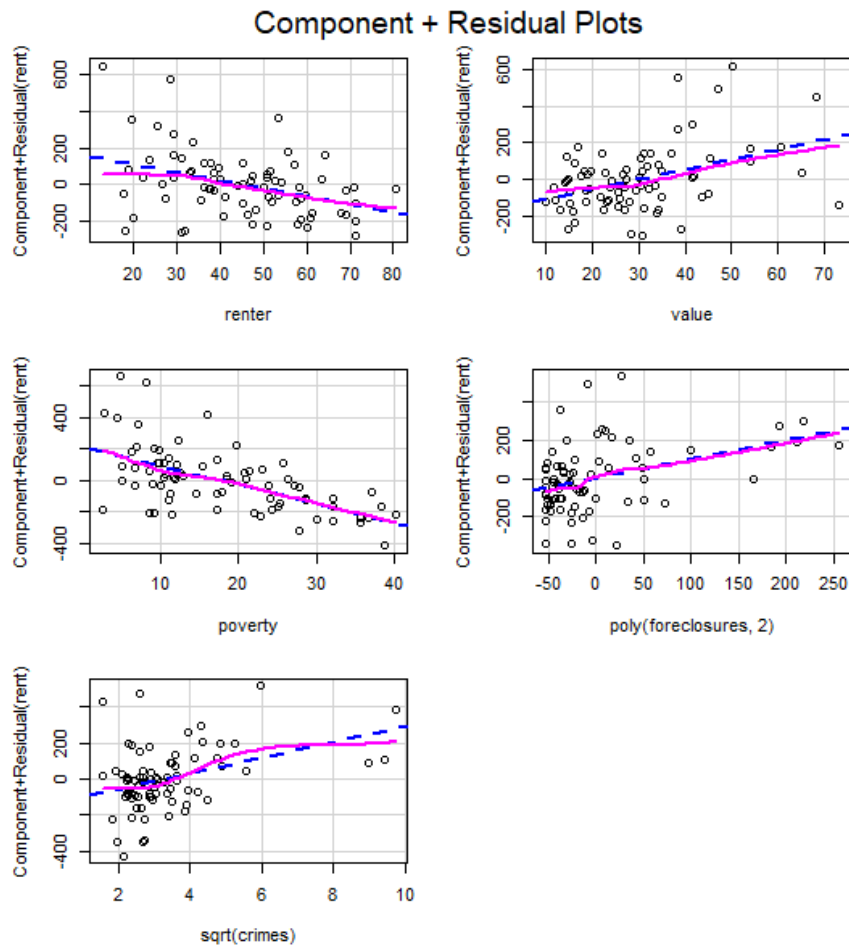 Component + Residual Plots
Component+Residual(rent)
600
200
0
-200
20 30 40 50 60 70 80
renter
Component+Residual(rent)
600
200
0
-200
10 20 30 40 50 60 70
value
Component+Residual(rent)
400
0
-400
10 20 30 40
poverty
Component+Residual(rent)
200
0
-200
-50 0 50 100 150 200 250
poly(foreclosures, 2)
Component+Residual(rent)
200
0
-400
2 4 6 8 10
sqrt(crimes)